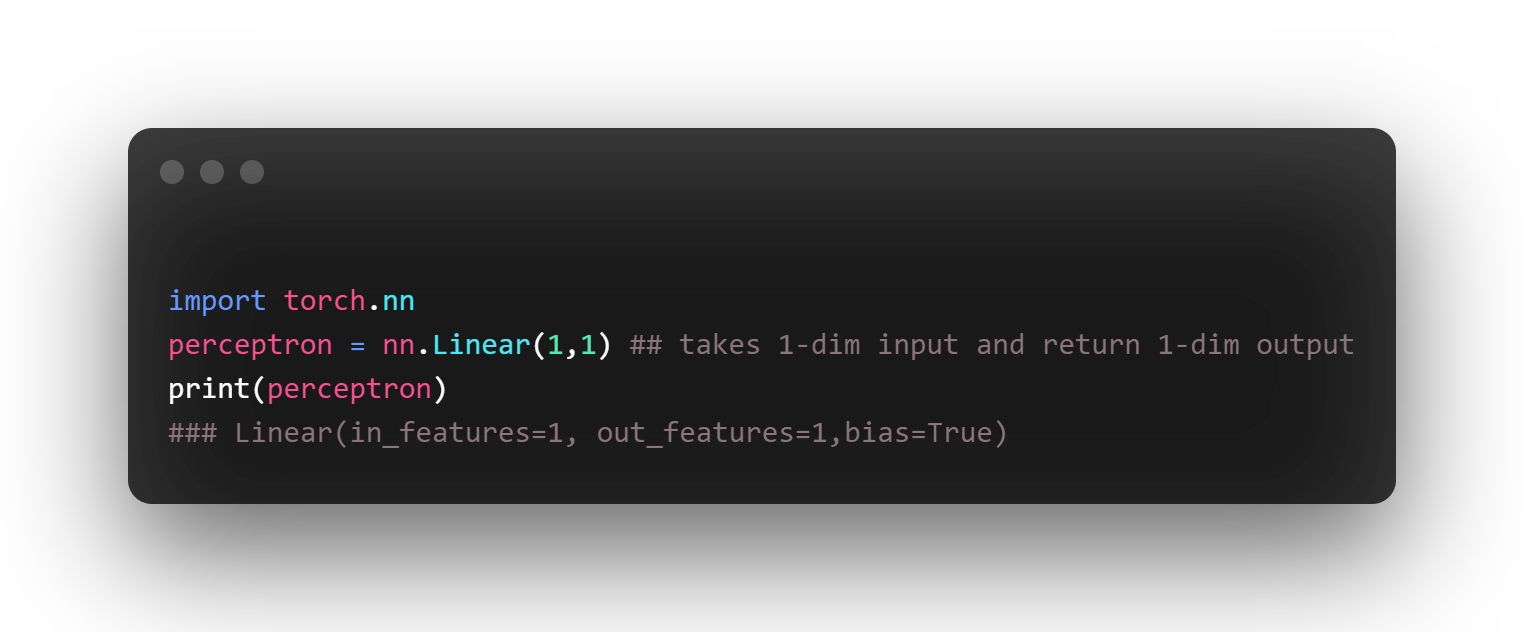 import torch.nn
perceptron = nn.Linear(1,1) ## takes 1-dim input and return 1-dim output
print(perceptron)
### Linear(in_features=1, out_features=1,bias=True)